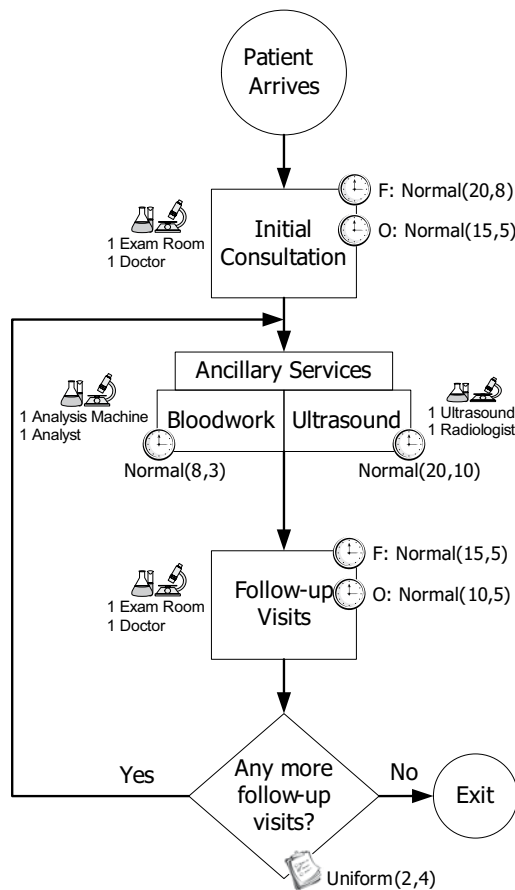 Patient
Arrives
F: Normal(20,8)
O: Normal(15,5)
1 Exam Room
1 Doctor
Initial
Consultation
Ancillary Services
Bloodwork
Ultrasound
1 Analysis Machine
1 Analyst
1 Ultrasound
1 Radiologist
Normal(8,3)
Normal(20,10)
F: Normal(15,5)
O: Normal(10,5)
1 Exam Room
1 Doctor
Follow-up
Visits
Yes
Any more
follow-up
visits?
No
Exit
Uniform(2,4)